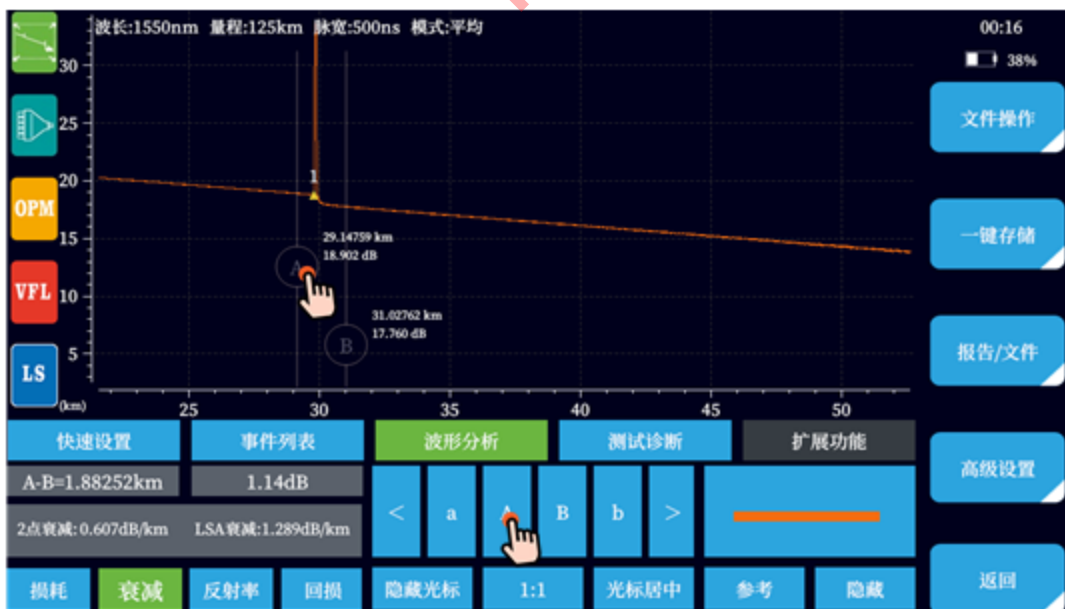 波长:1550nm 量程:125km 脉宽:500ns 模式:平均
00:16
38%
30
25
20
15
10
5
(km)
25
30
35
40
45
50
1
29.14759 km
18.902 dB
A
31.02762 km
17.760 dB
B
OPM
VFL
LS
文件操作
一键存储
报告/文件
高级设置
返回
快速设置
事件列表
波形分析
测试诊断
扩展功能
A-B=1.88252km
1.14dB
2点衰减:0.607dB/km
LSA衰减:1.289dB/km
<
a
A
B
b
>
损耗
衰减
反射率
回损
隐藏光标
1:1
光标居中
参考
隐藏